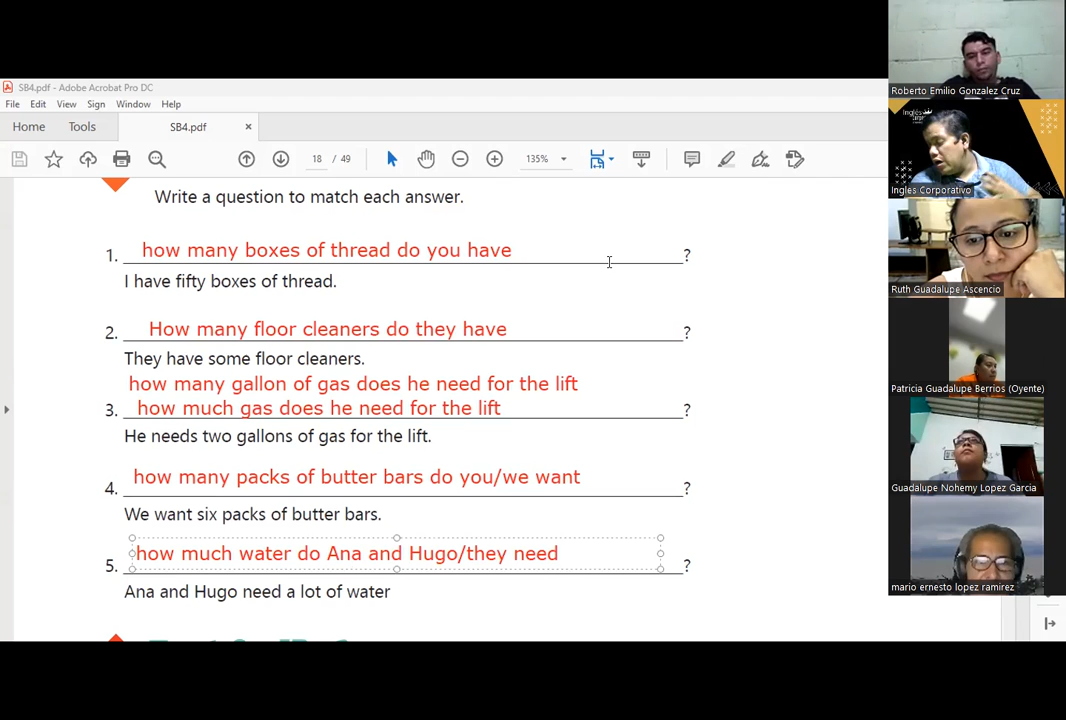 SB4.pdf - Adobe Acrobat Pro DC
File Edit View Sign Window Help
Home Tools SB4.pdf ×
18 / 49 135%
Write a question to match each answer.
1. how many boxes of thread do you have ?
I have fifty boxes of thread.
2. How many floor cleaners do they have ?
They have some floor cleaners.
how many gallon of gas does he need for the lift
3. how much gas does he need for the lift ?
He needs two gallons of gas for the lift.
4. how many packs of butter bars do you/we want ?
We want six packs of butter bars.
5. how much water do Ana and Hugo/they need ?
Ana and Hugo need a lot of water
Roberto Emilio Gonzalez Cruz
Inglés
Ingles Corporativo
Ruth Guadalupe Ascencio
Patricia Guadalupe Berrios (Oyente)
Guadalupe Nohemy Lopez Garcia
mario ernesto lopez ramirez